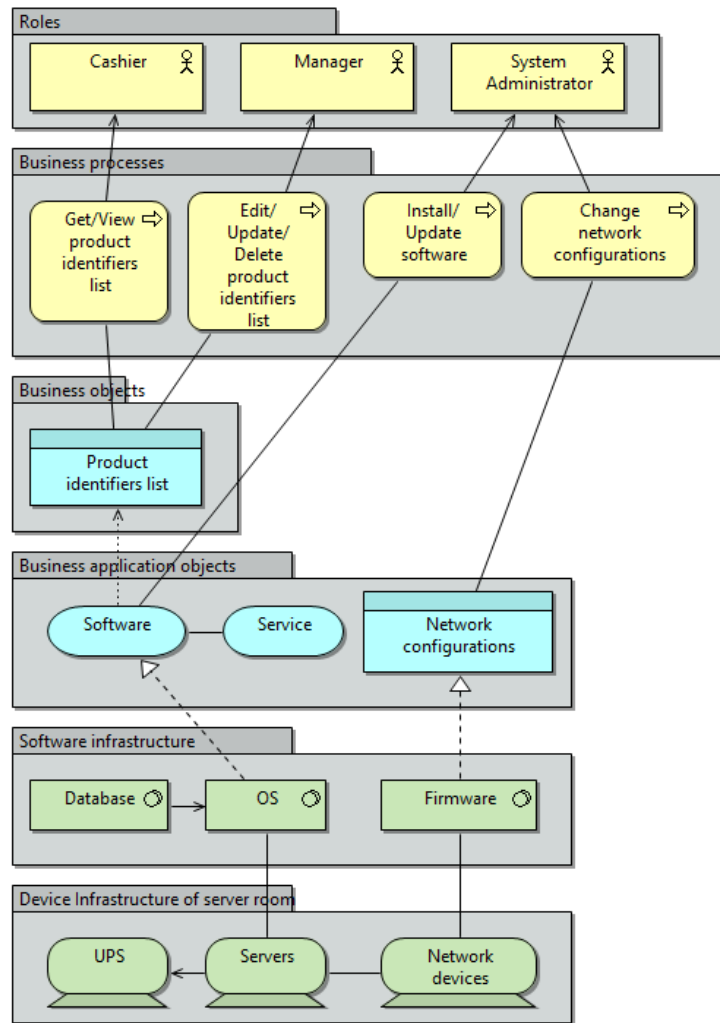 Roles
Cashier
Manager
System
Administrator
Business processes
Get/View
product
identifiers
list
Edit/
Update/
Delete
product
identifiers
list
Install/
Update
software
Change
network
configurations
Business objects
Product
identifiers list
Business application objects
Software
Service
Network
configurations
Software infrastructure
Database
OS
Firmware
Device Infrastructure of server room
UPS
Servers
Network
devices